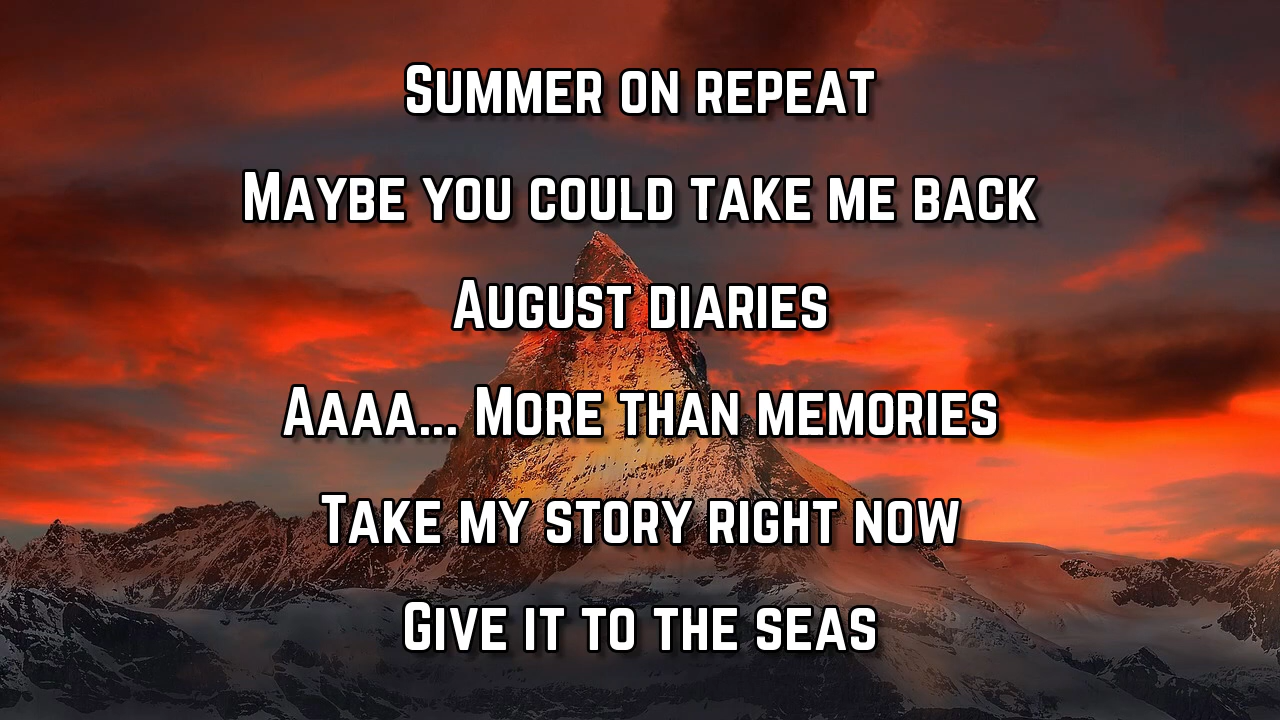 Summer on repeat
Maybe you could take me back
August diaries
Aaaa... More than memories
Take my story right now
Give it to the seas